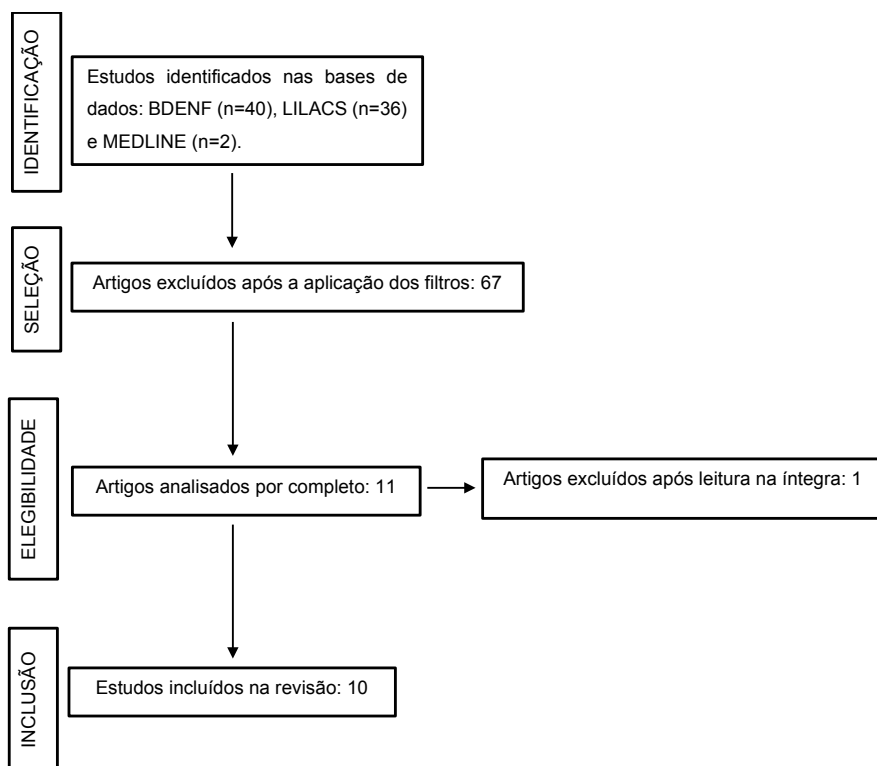 IDENTIFICAÇÃO
Estudos identificados nas bases de
dados: BDENF (n=40), LILACS (n=36)
e MEDLINE (n=2).
SELEÇÃO
Artigos excluídos após a aplicação dos filtros: 67
ELEGIBILIDADE
Artigos analisados por completo: 11
Artigos excluídos após leitura na íntegra: 1
INCLUSÃO
Estudos incluídos na revisão: 10